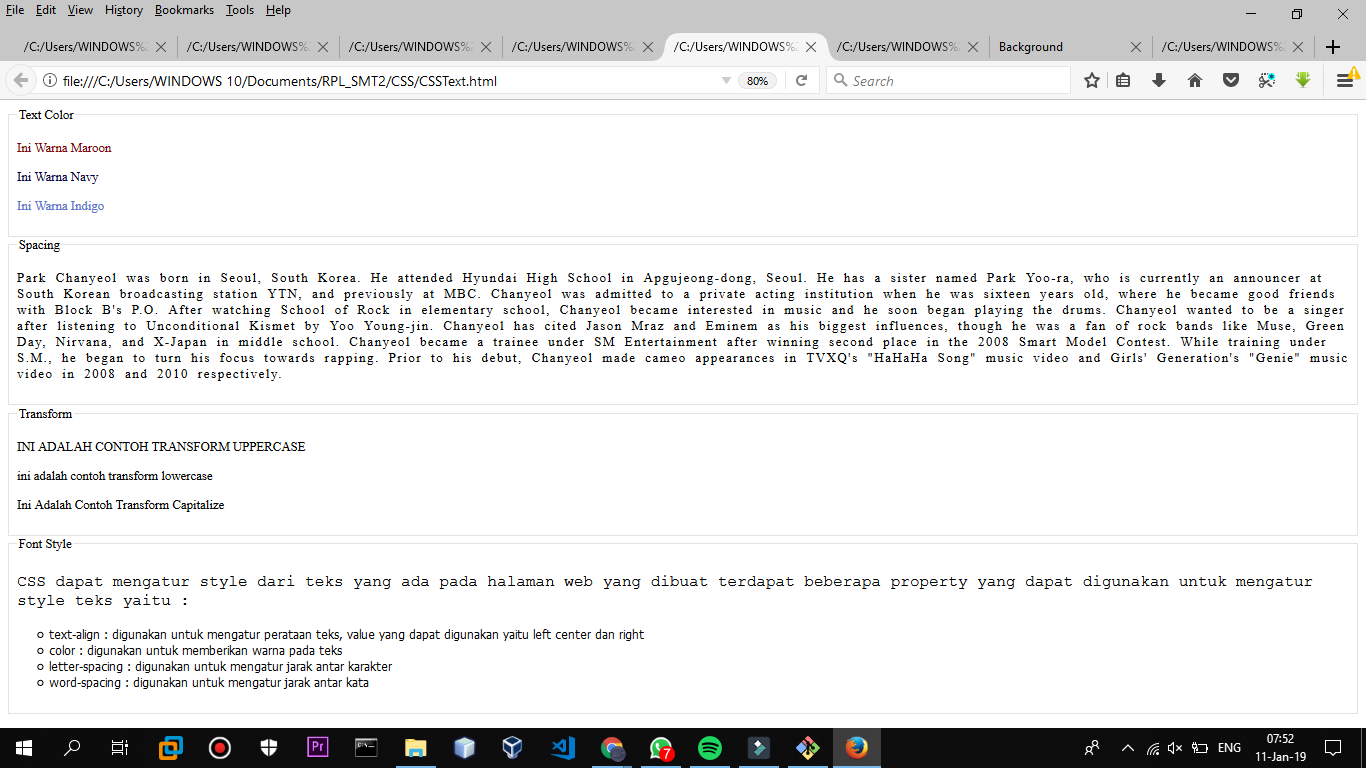 File Edit View History Bookmarks Tools Help
/C:/Users/WINDOWS% /C:/Users/WINDOWS% /C:/Users/WINDOWS% /C:/Users/WINDOWS% /C:/Users/WINDOWS% /C:/Users/WINDOWS% Background /C:/Users/WINDOWS%
file:///C:/Users/WINDOWS 10/Documents/RPL_SMT2/CSS/CSSText.html 80% Search
Text Color
Ini Warna Maroon
Ini Warna Navy
Ini Warna Indigo
Spacing
Park Chanyeol was born in Seoul, South Korea. He attended Hyundai High School in Apgujeong-dong, Seoul. He has a sister named Park Yoo-ra, who is currently an announcer at
South Korean broadcasting station YTN, and previously at MBC. Chanyeol was admitted to a private acting institution when he was sixteen years old, where he became good friends
with Block B's P.O. After watching School of Rock in elementary school, Chanyeol became interested in music and he soon began playing the drums. Chanyeol wanted to be a singer
after listening to Unconditional Kismet by Yoo Young-jin. Chanyeol has cited Jason Mraz and Eminem as his biggest influences, though he was a fan of rock bands like Muse, Green
Day, Nirvana, and X-Japan in middle school. Chanyeol became a trainee under SM Entertainment after winning second place in the 2008 Smart Model Contest. While training under
S.M., he began to turn his focus towards rapping. Prior to his debut, Chanyeol made cameo appearances in TVXQ's "HaHaHa Song" music video and Girls' Generation's "Genie" music
video in 2008 and 2010 respectively.
Transform
INI ADALAH CONTOH TRANSFORM UPPERCASE
ini adalah contoh transform lowercase
Ini Adalah Contoh Transform Capitalize
Font Style
CSS dapat mengatur style dari teks yang ada pada halaman web yang dibuat terdapat beberapa property yang dapat digunakan untuk mengatur
style teks yaitu :
text-align : digunakan untuk mengatur perataan teks, value yang dapat digunakan yaitu left center dan right
color : digunakan untuk memberikan warna pada teks
letter-spacing : digunakan untuk mengatur jarak antar karakter
word-spacing : digunakan untuk mengatur jarak antar kata
Pr 7 ENG 07:52
11-Jan-19